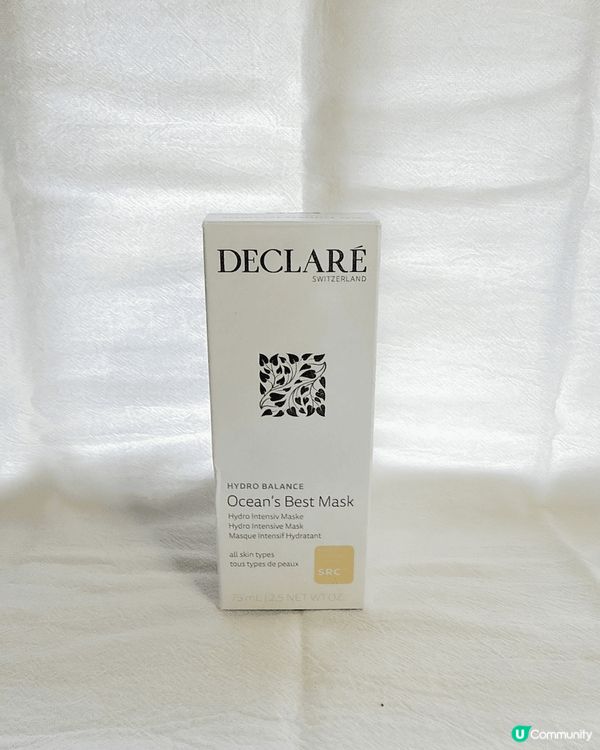 DECLARÉ
SWITZERLAND
HYDRO BALANCE
Ocean's Best Mask
Hydro Intensiv Maske
Hydro Intensive Mask
Masque Intensif Hydratant
all skin types
tous types de peaux
SRC
75 mL | 2.5 NET WT OZ.
U Community